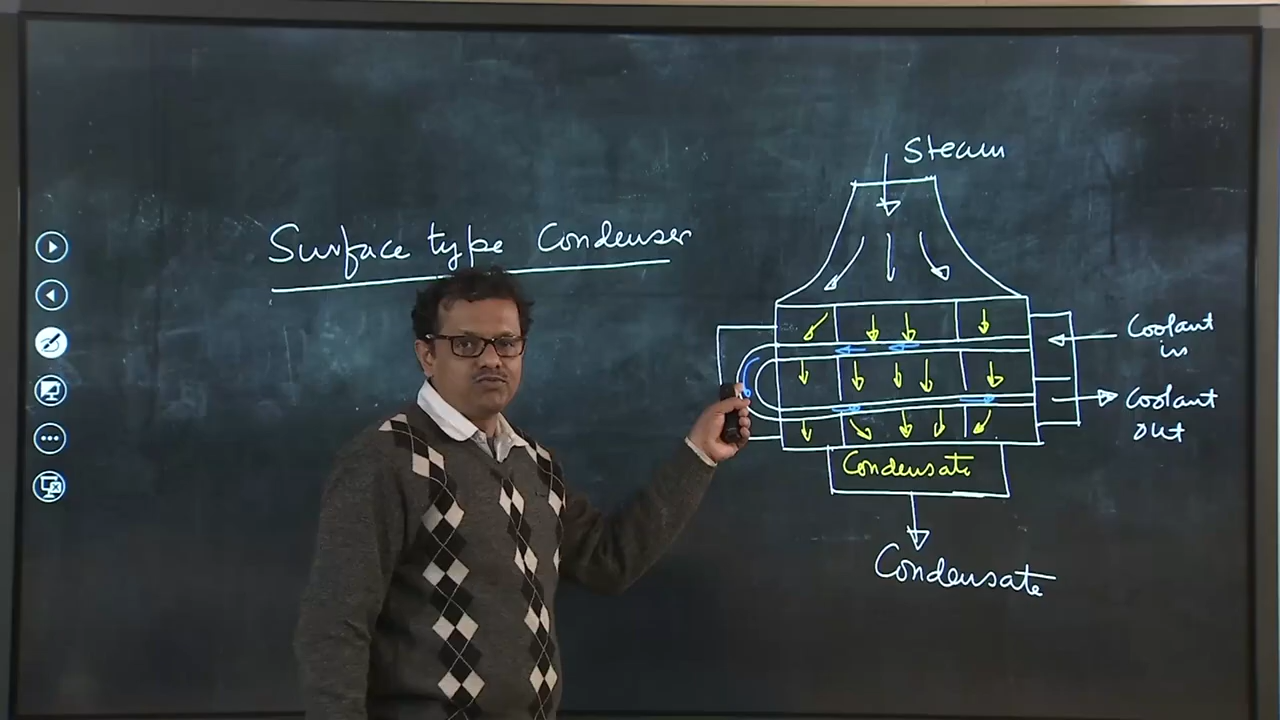 Steam
Surface type Condenser
Coolant
in
Coolant
out
Condensate
Condensate